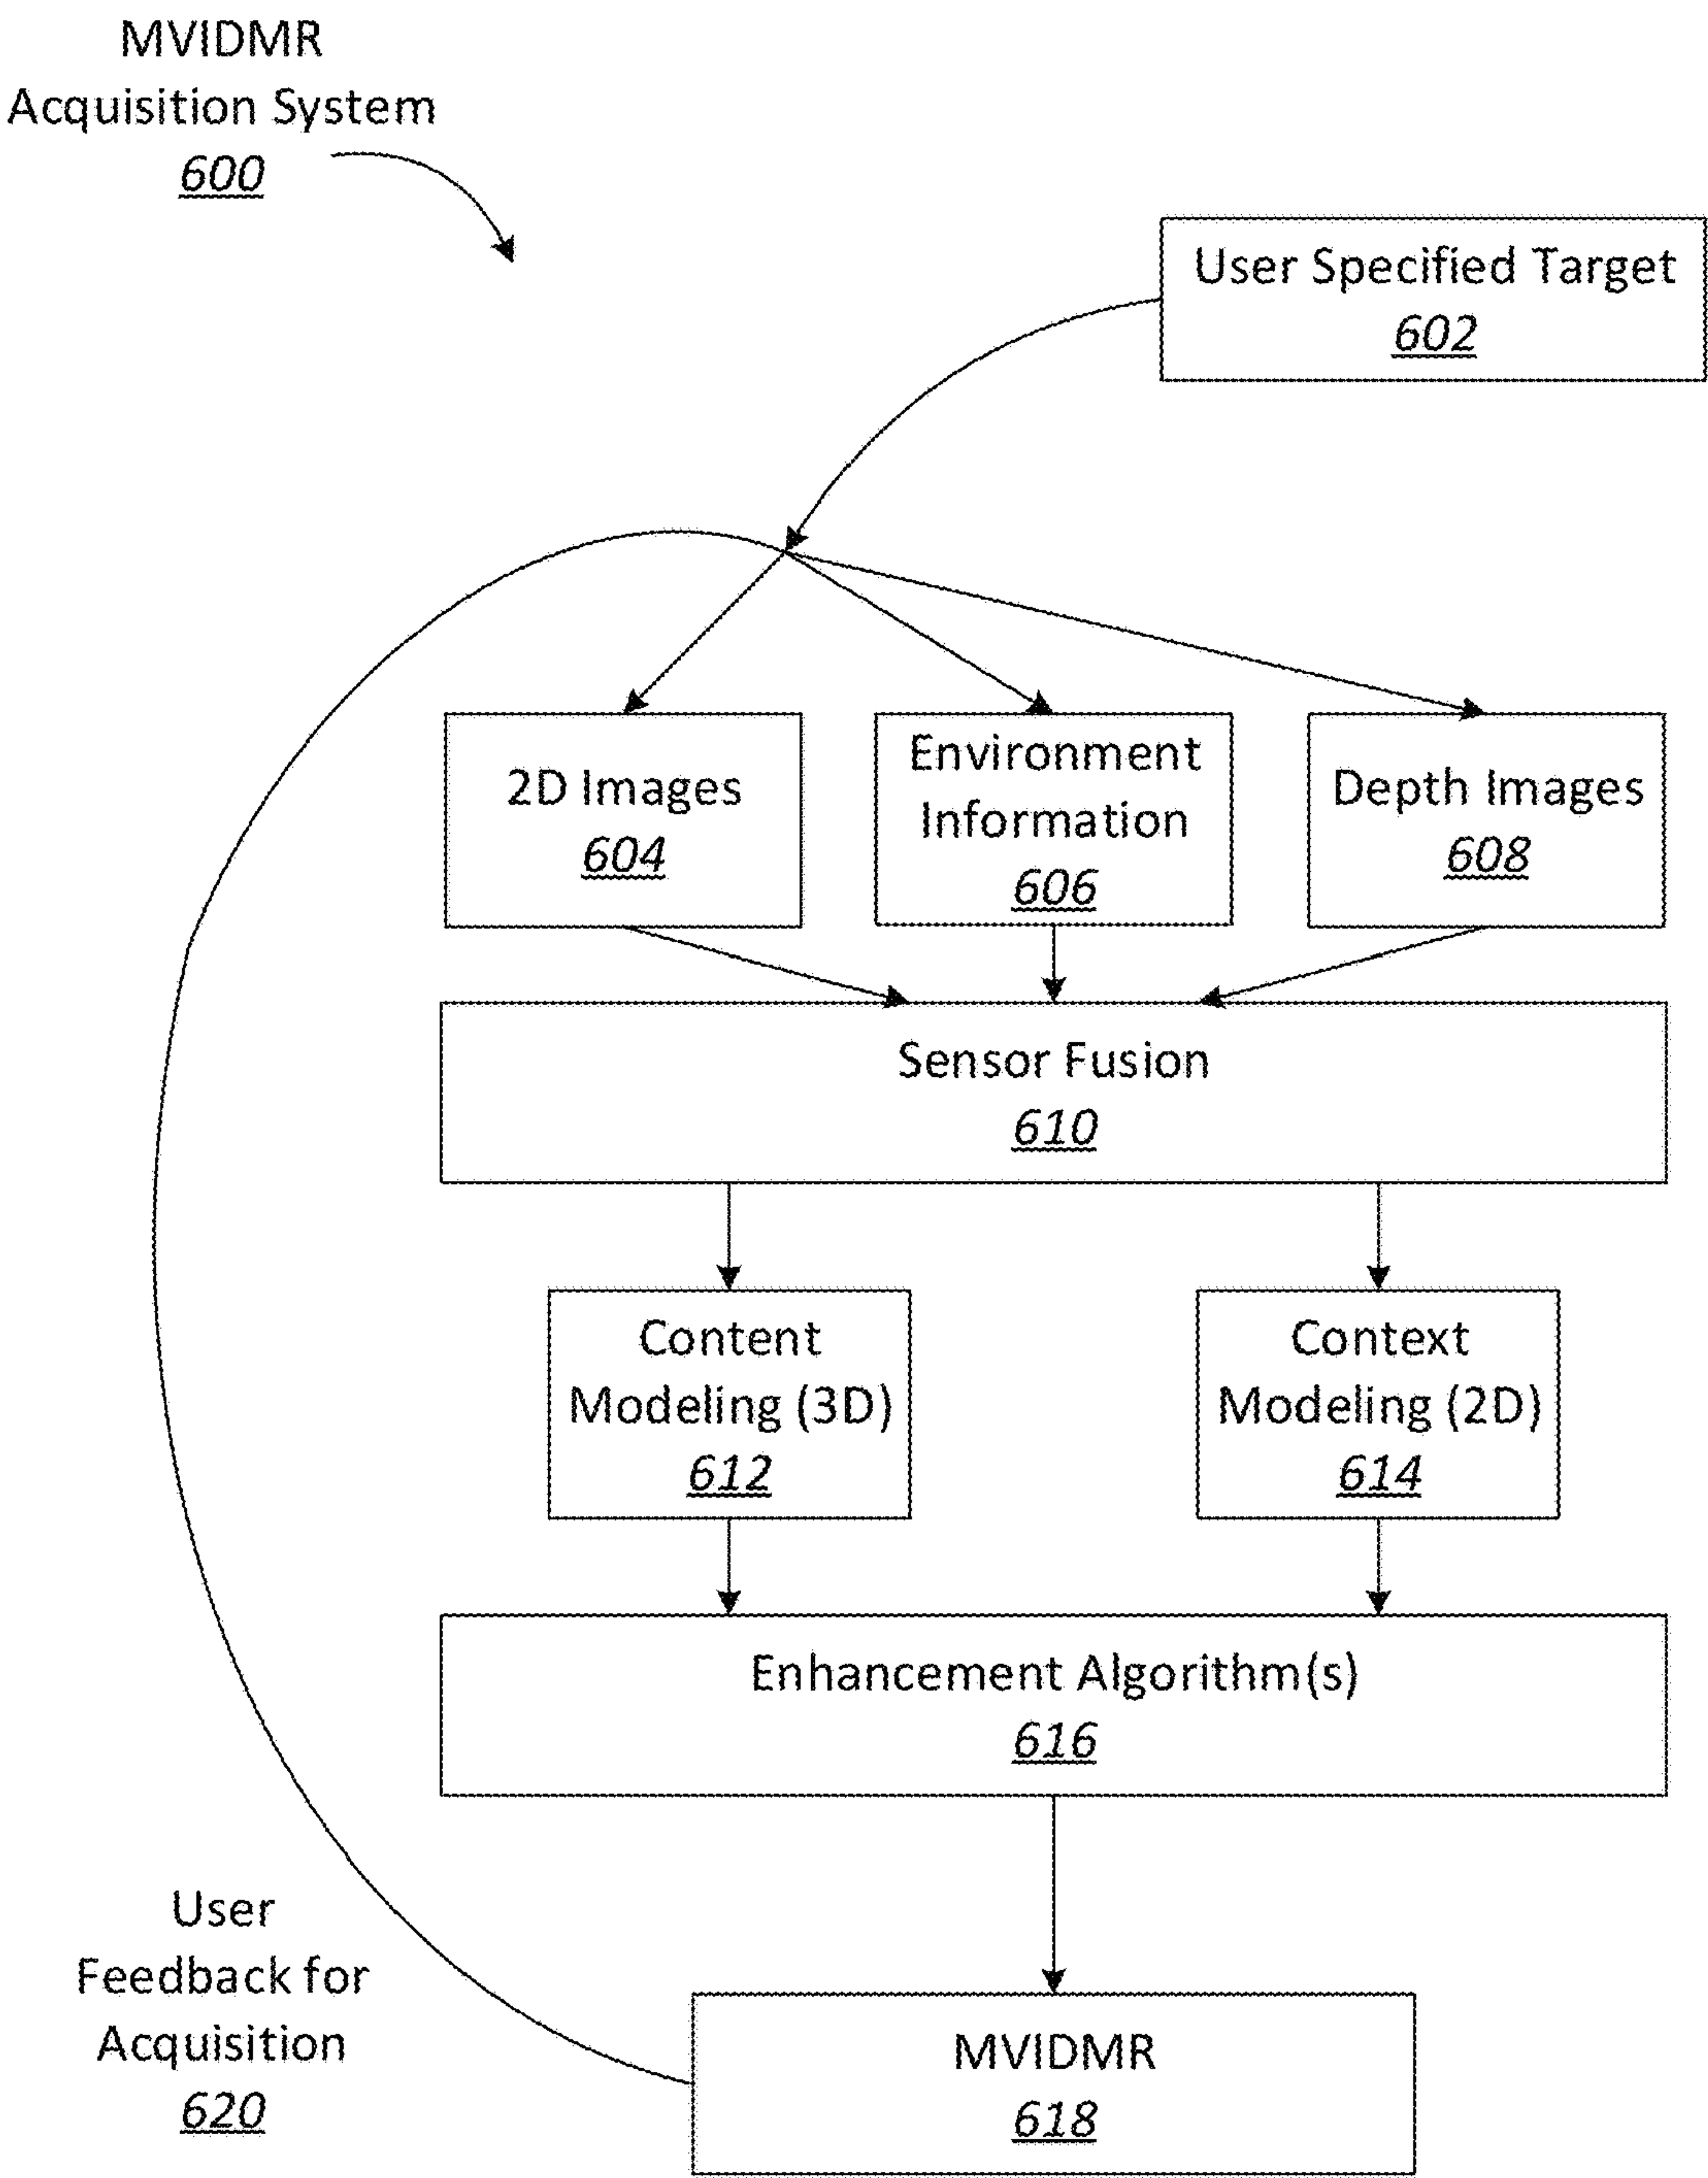 MVIDMR
Acquisition System
600
User Specified Target
602
2D Images
604
Environment
Information
606
Depth Images
608
Sensor Fusion
610
Content
Modeling (3D)
612
Context
Modeling (2D)
614
Enhancement Algorithm(s)
616
User
Feedback for
Acquisition
620
MVIDMR
618